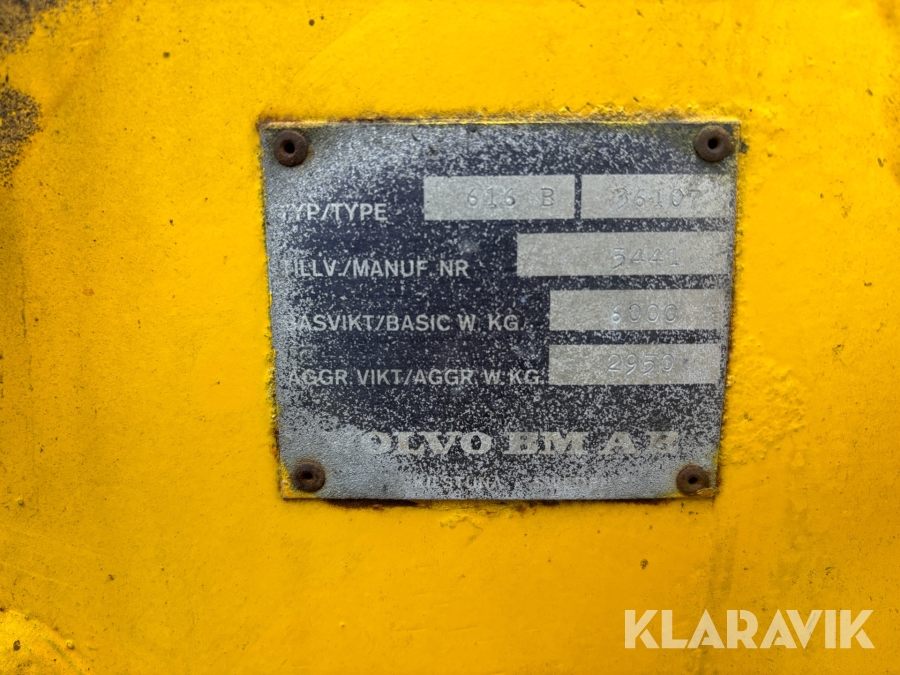 TYP/TYPE 616 B 36107
TILLV./MANUF. NR 5441
BASVIKT/BASIC W. KG. 6000
AGGR. VIKT/AGGR. W. KG. 2950
VOLVO BM AB
KLARAVIK